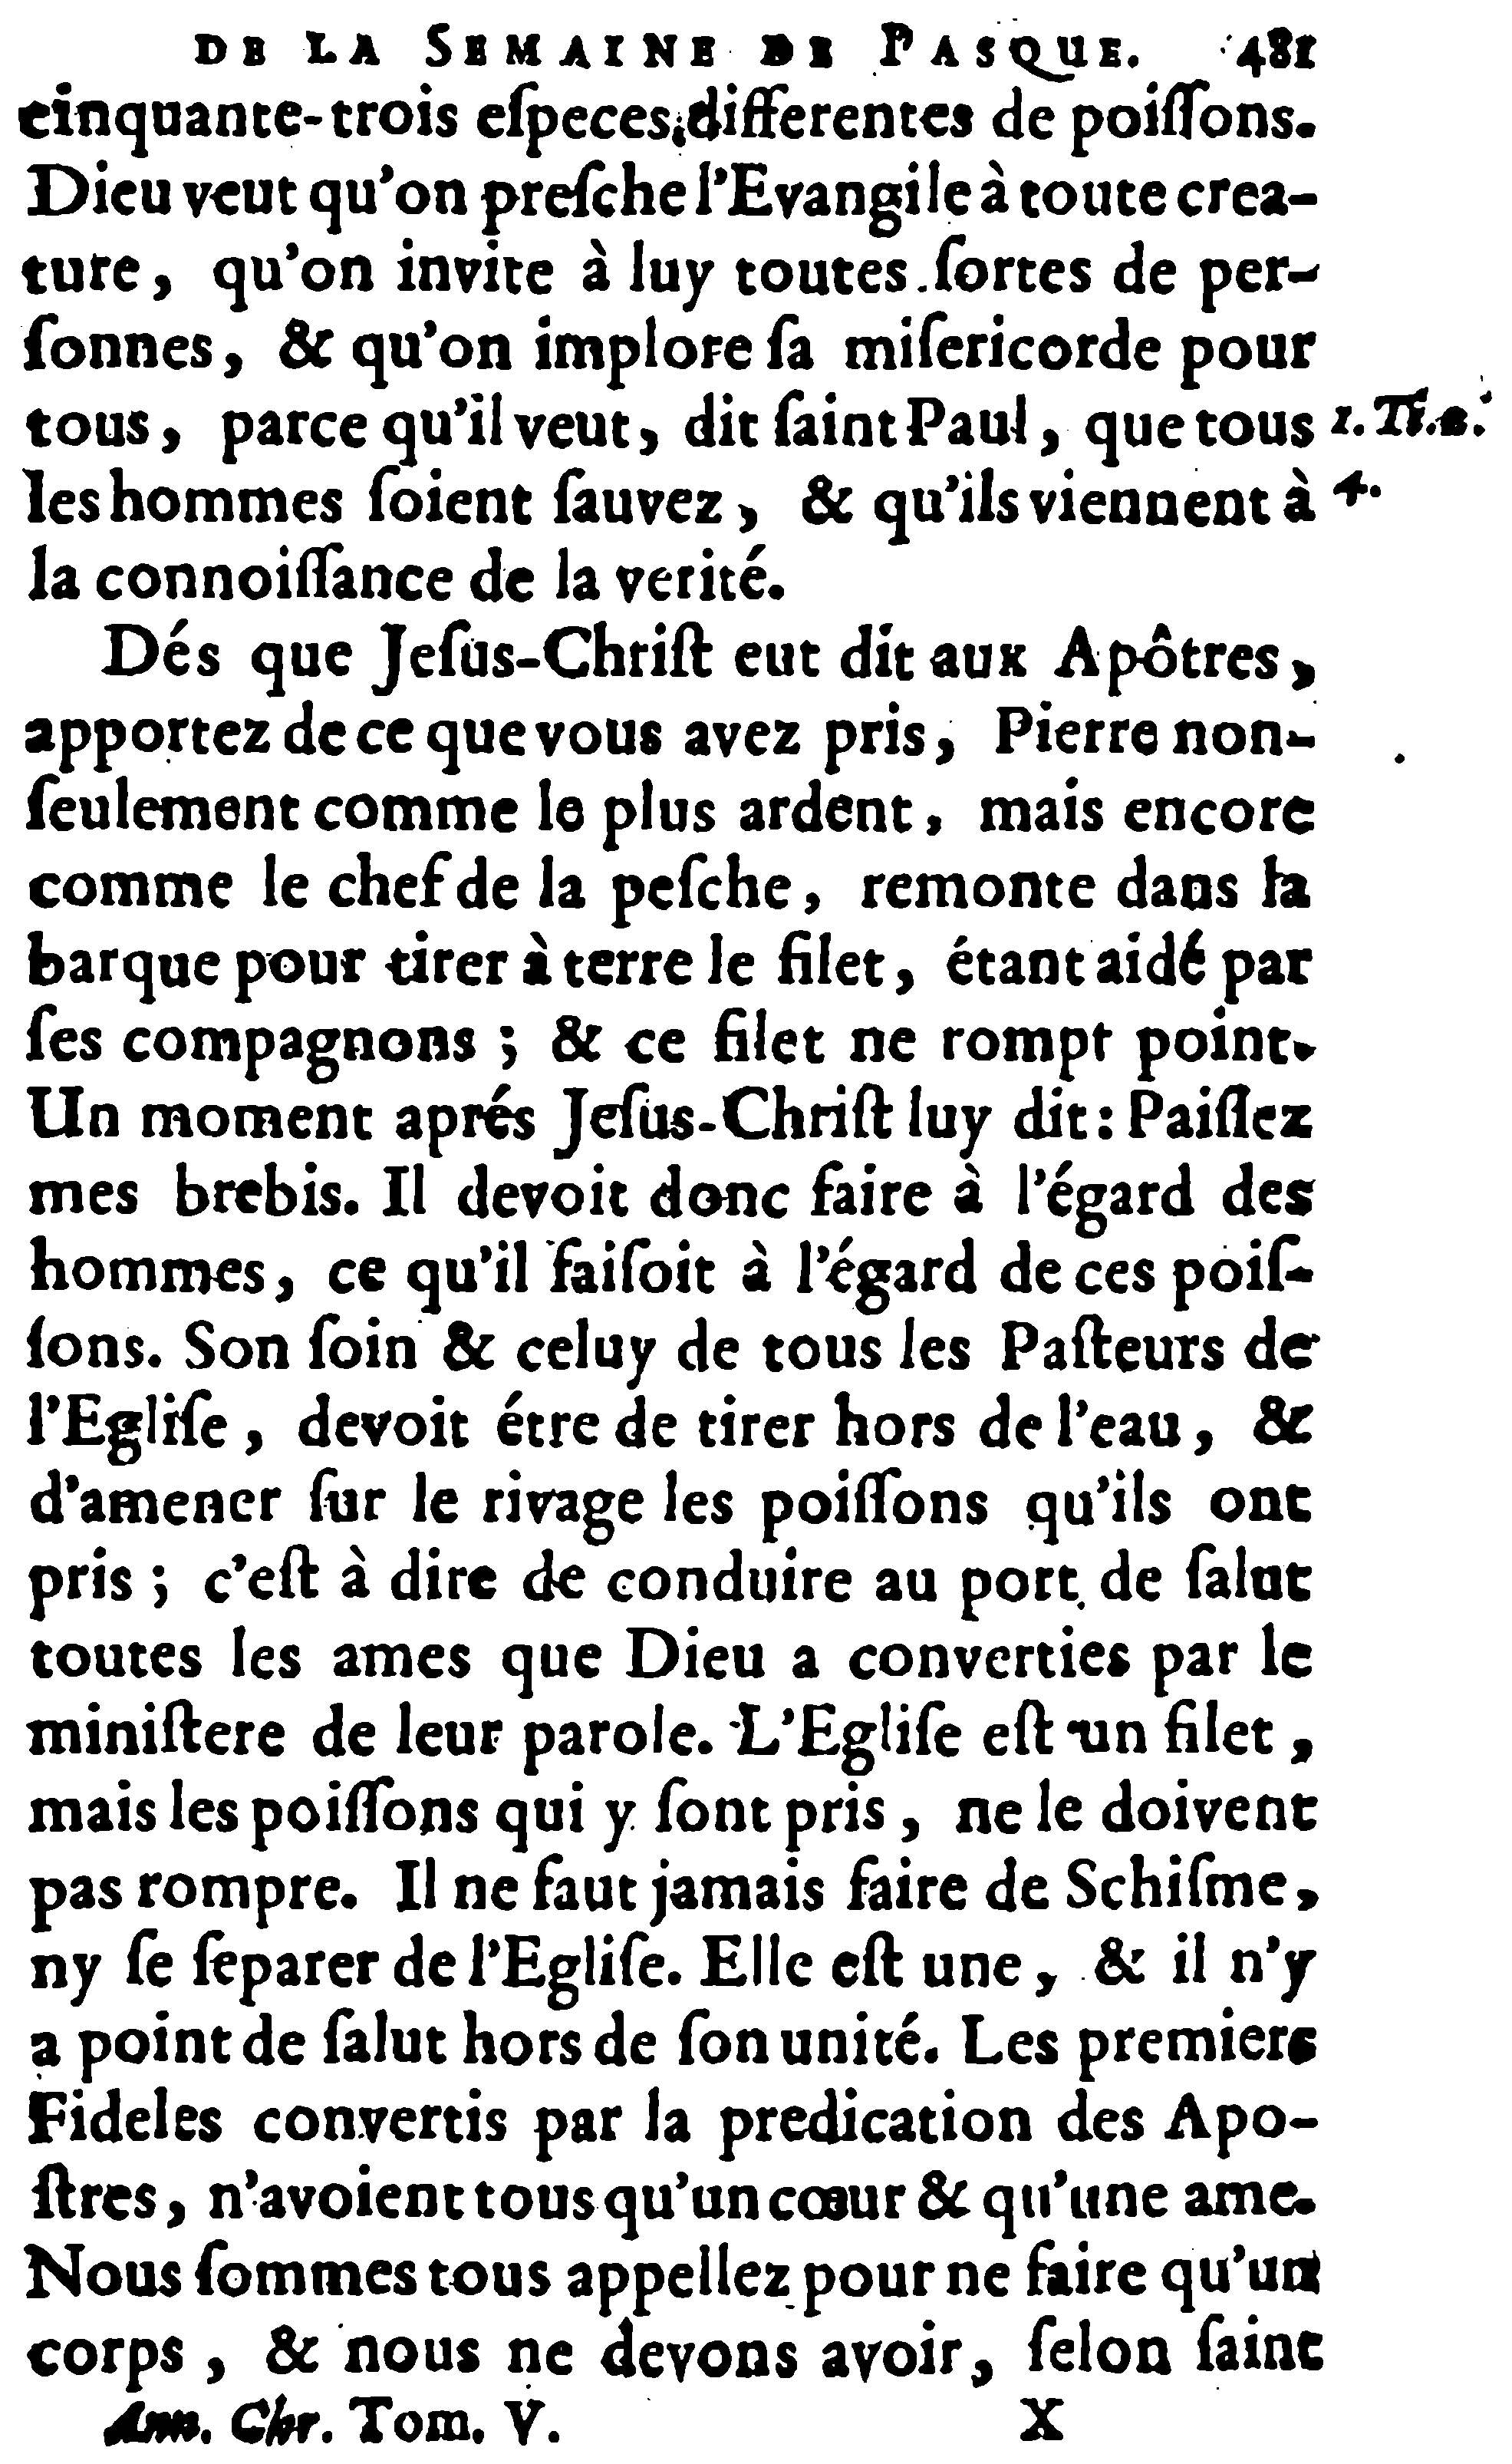 DE LA SEMAINE DE PASQUE. 481
cinquante-trois eſpeces differentes de poiſſons.
Dieu veut qu'on preſche l'Evangile à toute crea-
ture, qu'on invite à luy toutes ſortes de per-
ſonnes, & qu'on implore ſa miſericorde pour
tous, parce qu'il veut, dit ſaint Paul, que tous 1. Ti. 2.
les hommes ſoient ſauvez, & qu'ils viennent à 4.
la connoiſſance de la verité.
Dés que Jeſus-Chriſt eut dit aux Apôtres,
apportez de ce que vous avez pris, Pierre non-
ſeulement comme le plus ardent, mais encore
comme le chef de la peſche, remonte dans la
barque pour tirer à terre le filet, étant aidé par
ſes compagnons ; & ce filet ne rompt point.
Un moment aprés Jeſus-Chriſt luy dit : Paiſſez
mes brebis. Il devoit donc faire à l'égard des
hommes, ce qu'il faiſoit à l'égard de ces poiſ-
ſons. Son ſoin & celuy de tous les Paſteurs de
l'Egliſe, devoit étre de tirer hors de l'eau, &
d'amener ſur le rivage les poiſſons qu'ils ont
pris ; c'eſt à dire de conduire au port de ſalut
toutes les ames que Dieu a converties par le
miniſtere de leur parole. L'Egliſe eſt un filet,
mais les poiſſons qui y ſont pris, ne le doivent
pas rompre. Il ne faut jamais faire de Schiſme,
ny ſe ſeparer de l'Egliſe. Elle eſt une, & il n'y
a point de ſalut hors de ſon unité. Les premiers
Fideles convertis par la predication des Apo-
ſtres, n'avoient tous qu'un cœur & qu'une ame.
Nous ſommes tous appellez pour ne faire qu'un
corps, & nous ne devons avoir, ſelon ſaint
Ann. Chr. Tom. V. X